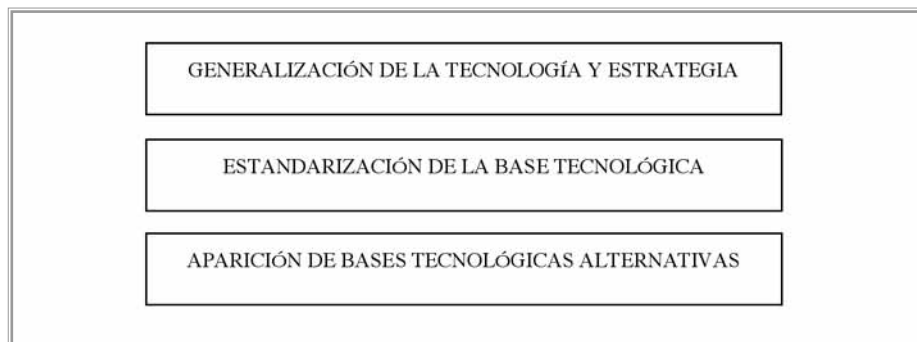 GENERALIZACIÓN DE LA TECNOLOGÍA Y ESTRATEGIA
ESTANDARIZACIÓN DE LA BASE TECNOLÓGICA
APARICIÓN DE BASES TECNOLÓGICAS ALTERNATIVAS